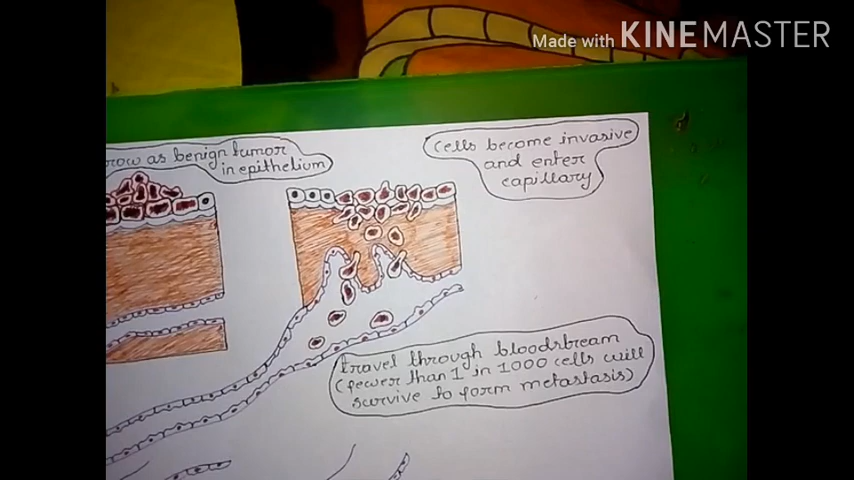 Made with KINEMASTER
row as benign tumor
in epithelium
Cells become invasive
and enter
capillary
travel through bloodstream
(fewer than 1 in 1000 cells will
survive to form metastasis)